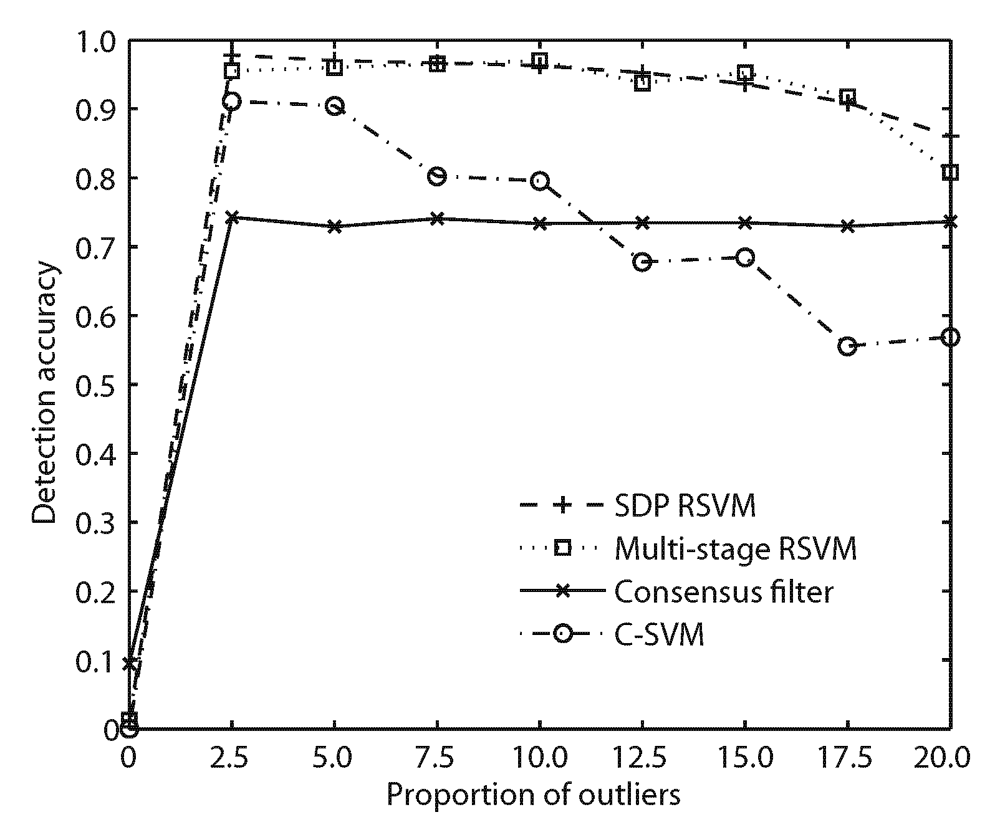 1.0
0.9
0.8
0.7
0.6
0.5
0.4
0.3
0.2
0.1
0
Detection accuracy
SDP RSVM
Multi-stage RSVM
Consensus filter
C-SVM
0 2.5 5.0 7.5 10.0 12.5 15.0 17.5 20.0
Proportion of outliers